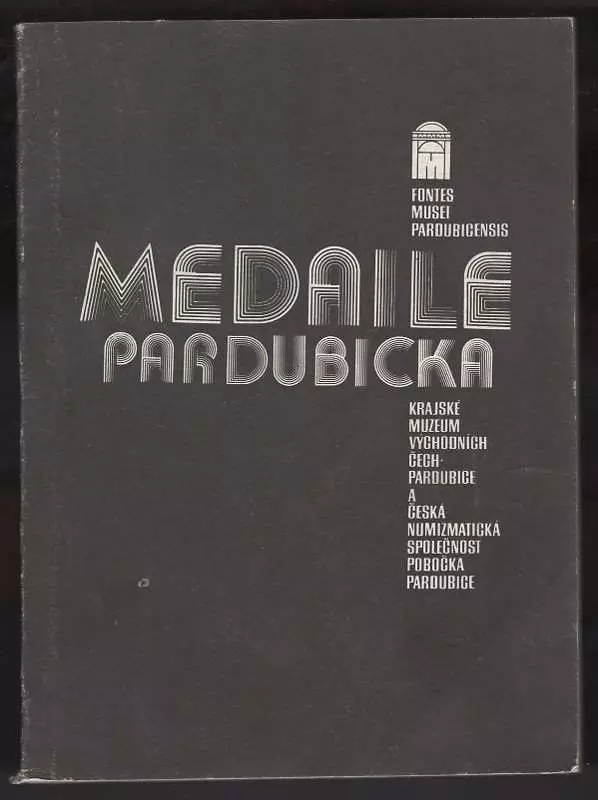 M
FONTES
MUSEI
PARDUBICENSIS
MEDAILE
PARDUBICKA
KRAJSKÉ
MUZEUM
VÝCHODNÍCH
ČECH-
PARDUBICE
A
ČESKÁ
NUMIZMATICKÁ
SPOLEČNOST
POBOČKA
PARDUBICE